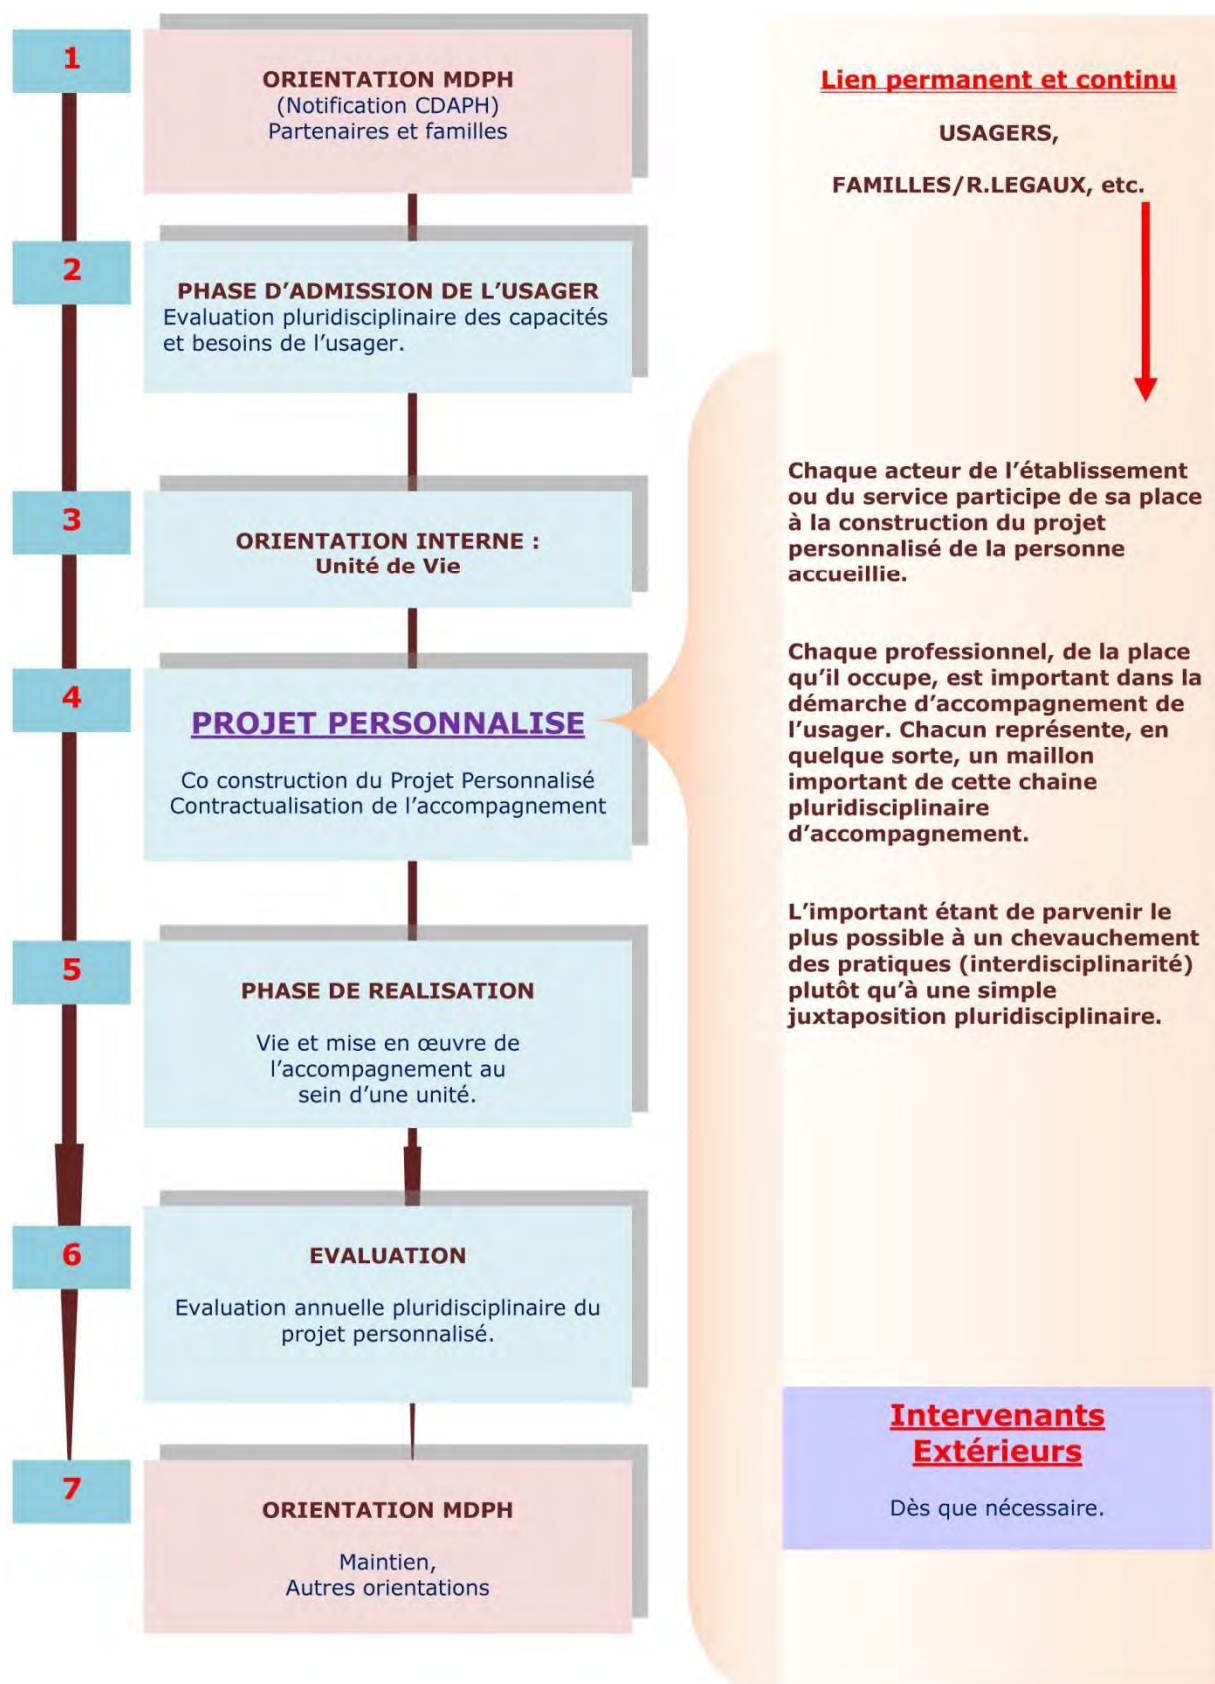 1
ORIENTATION MDPH
(Notification CDAPH)
Partenaires et familles
2
PHASE D'ADMISSION DE L'USAGER
Evaluation pluridisciplinaire des capacités
et besoins de l'usager.
3
ORIENTATION INTERNE :
Unité de Vie
4
PROJET PERSONNALISE
Co construction du Projet Personnalisé
Contractualisation de l'accompagnement
5
PHASE DE REALISATION
Vie et mise en œuvre de
l'accompagnement au
sein d'une unité.
6
EVALUATION
Evaluation annuelle pluridisciplinaire du
projet personnalisé.
7
ORIENTATION MDPH
Maintien,
Autres orientations
Lien permanent et continu
USAGERS,
FAMILLES/R.LEGAUX, etc.
Chaque acteur de l'établissement
ou du service participe de sa place
à la construction du projet
personnalisé de la personne
accueillie.
Chaque professionnel, de la place
qu'il occupe, est important dans la
démarche d'accompagnement de
l'usager. Chacun représente, en
quelque sorte, un maillon
important de cette chaine
pluridisciplinaire
d'accompagnement.
L'important étant de parvenir le
plus possible à un chevauchement
des pratiques (interdisciplinarité)
plutôt qu'à une simple
juxtaposition pluridisciplinaire.
Intervenants
Extérieurs
Dès que nécessaire.